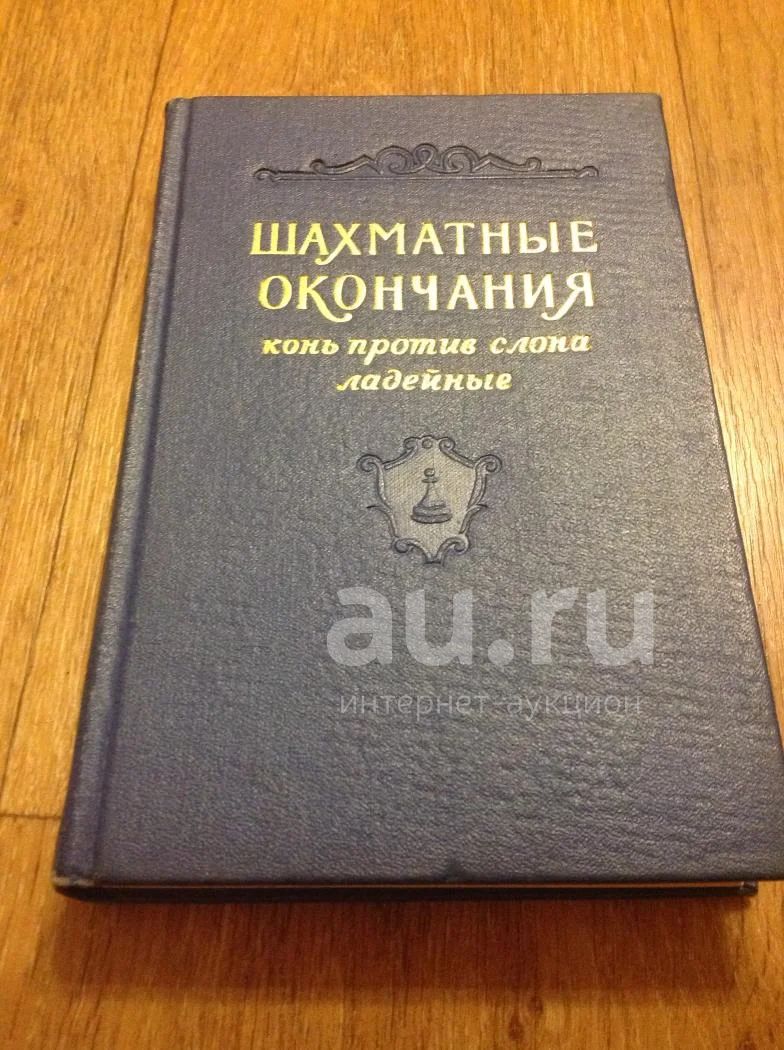 ШАХМАТНЫЕ
ОКОНЧАНИЯ
конь против слона
ладейные
au.ru
интернет-аукцион